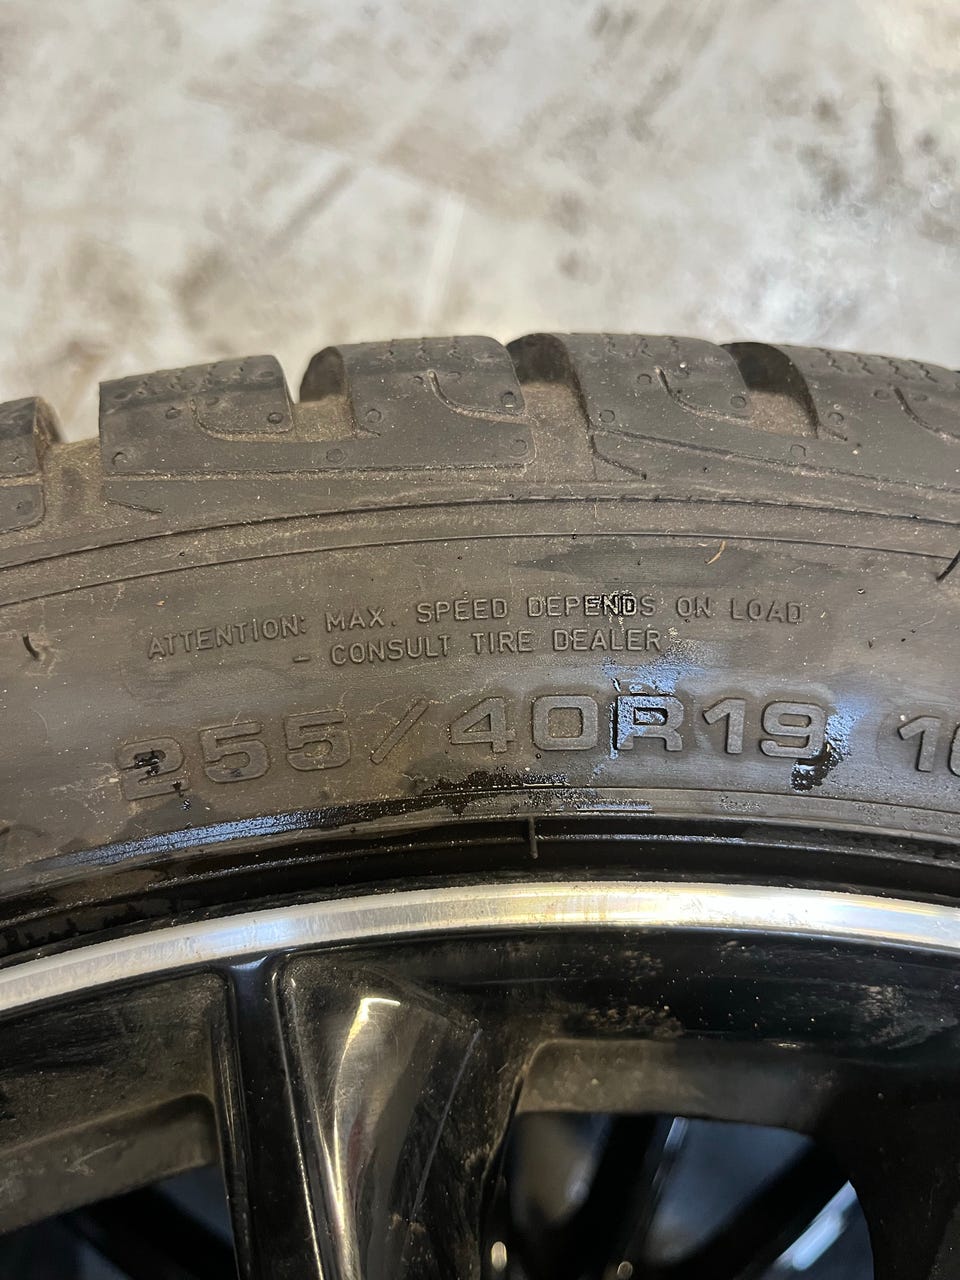 ATTENTION: MAX. SPEED DEPENDS ON LOAD
- CONSULT TIRE DEALER
255/40R19